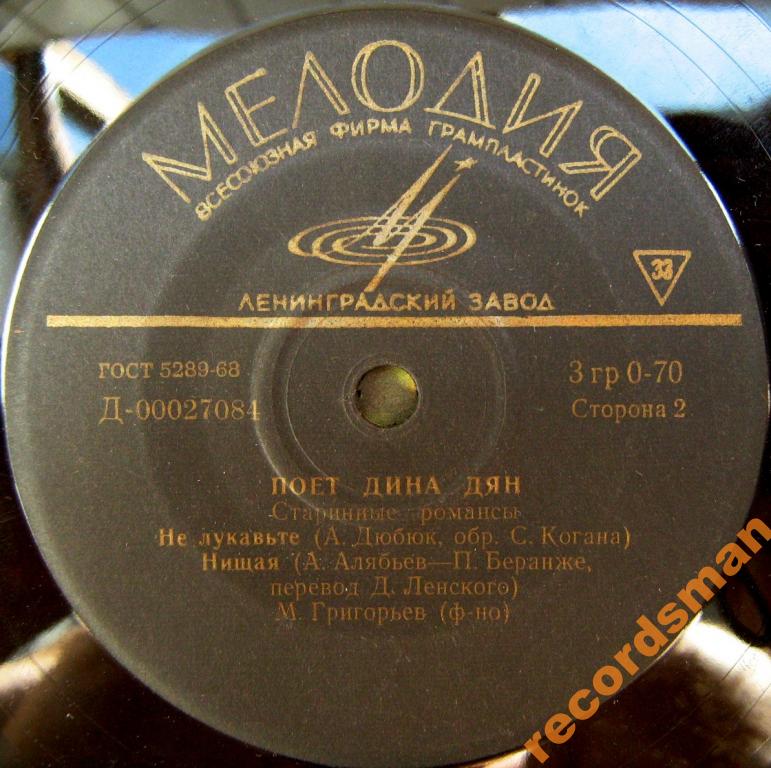 МЕЛОДИЯ
ВСЕСОЮЗНАЯ ФИРМА ГРАМПЛАСТИНОК
33
ЛЕНИНГРАДСКИЙ ЗАВОД
ГОСТ 5289-68
3 гр 0-70
Д-00027084
Сторона 2
ПОЕТ ДИНА ДЯН
Старинные романсы
Не лукавьте (А. Дюбюк, обр. С. Когана)
Нищая (А. Алябьев—П. Беранже,
перевод Д. Ленского)
М. Григорьев (ф-но)
recordsman